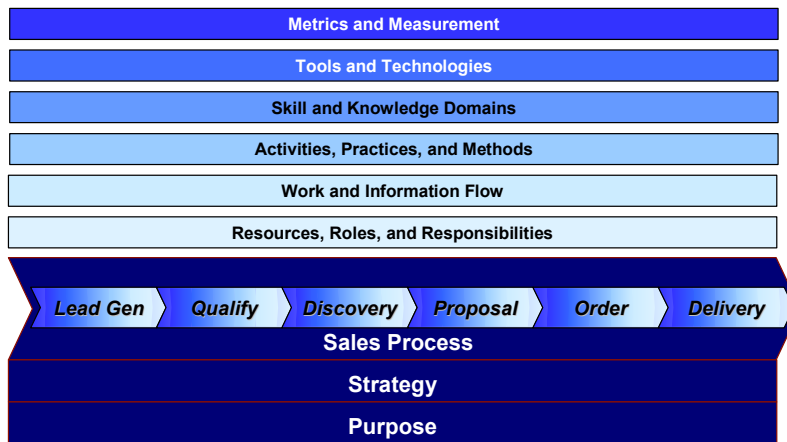 Metrics and Measurement
Tools and Technologies
Skill and Knowledge Domains
Activities, Practices, and Methods
Work and Information Flow
Resources, Roles, and Responsibilities
Lead Gen Qualify Discovery Proposal Order Delivery
Sales Process
Strategy
Purpose